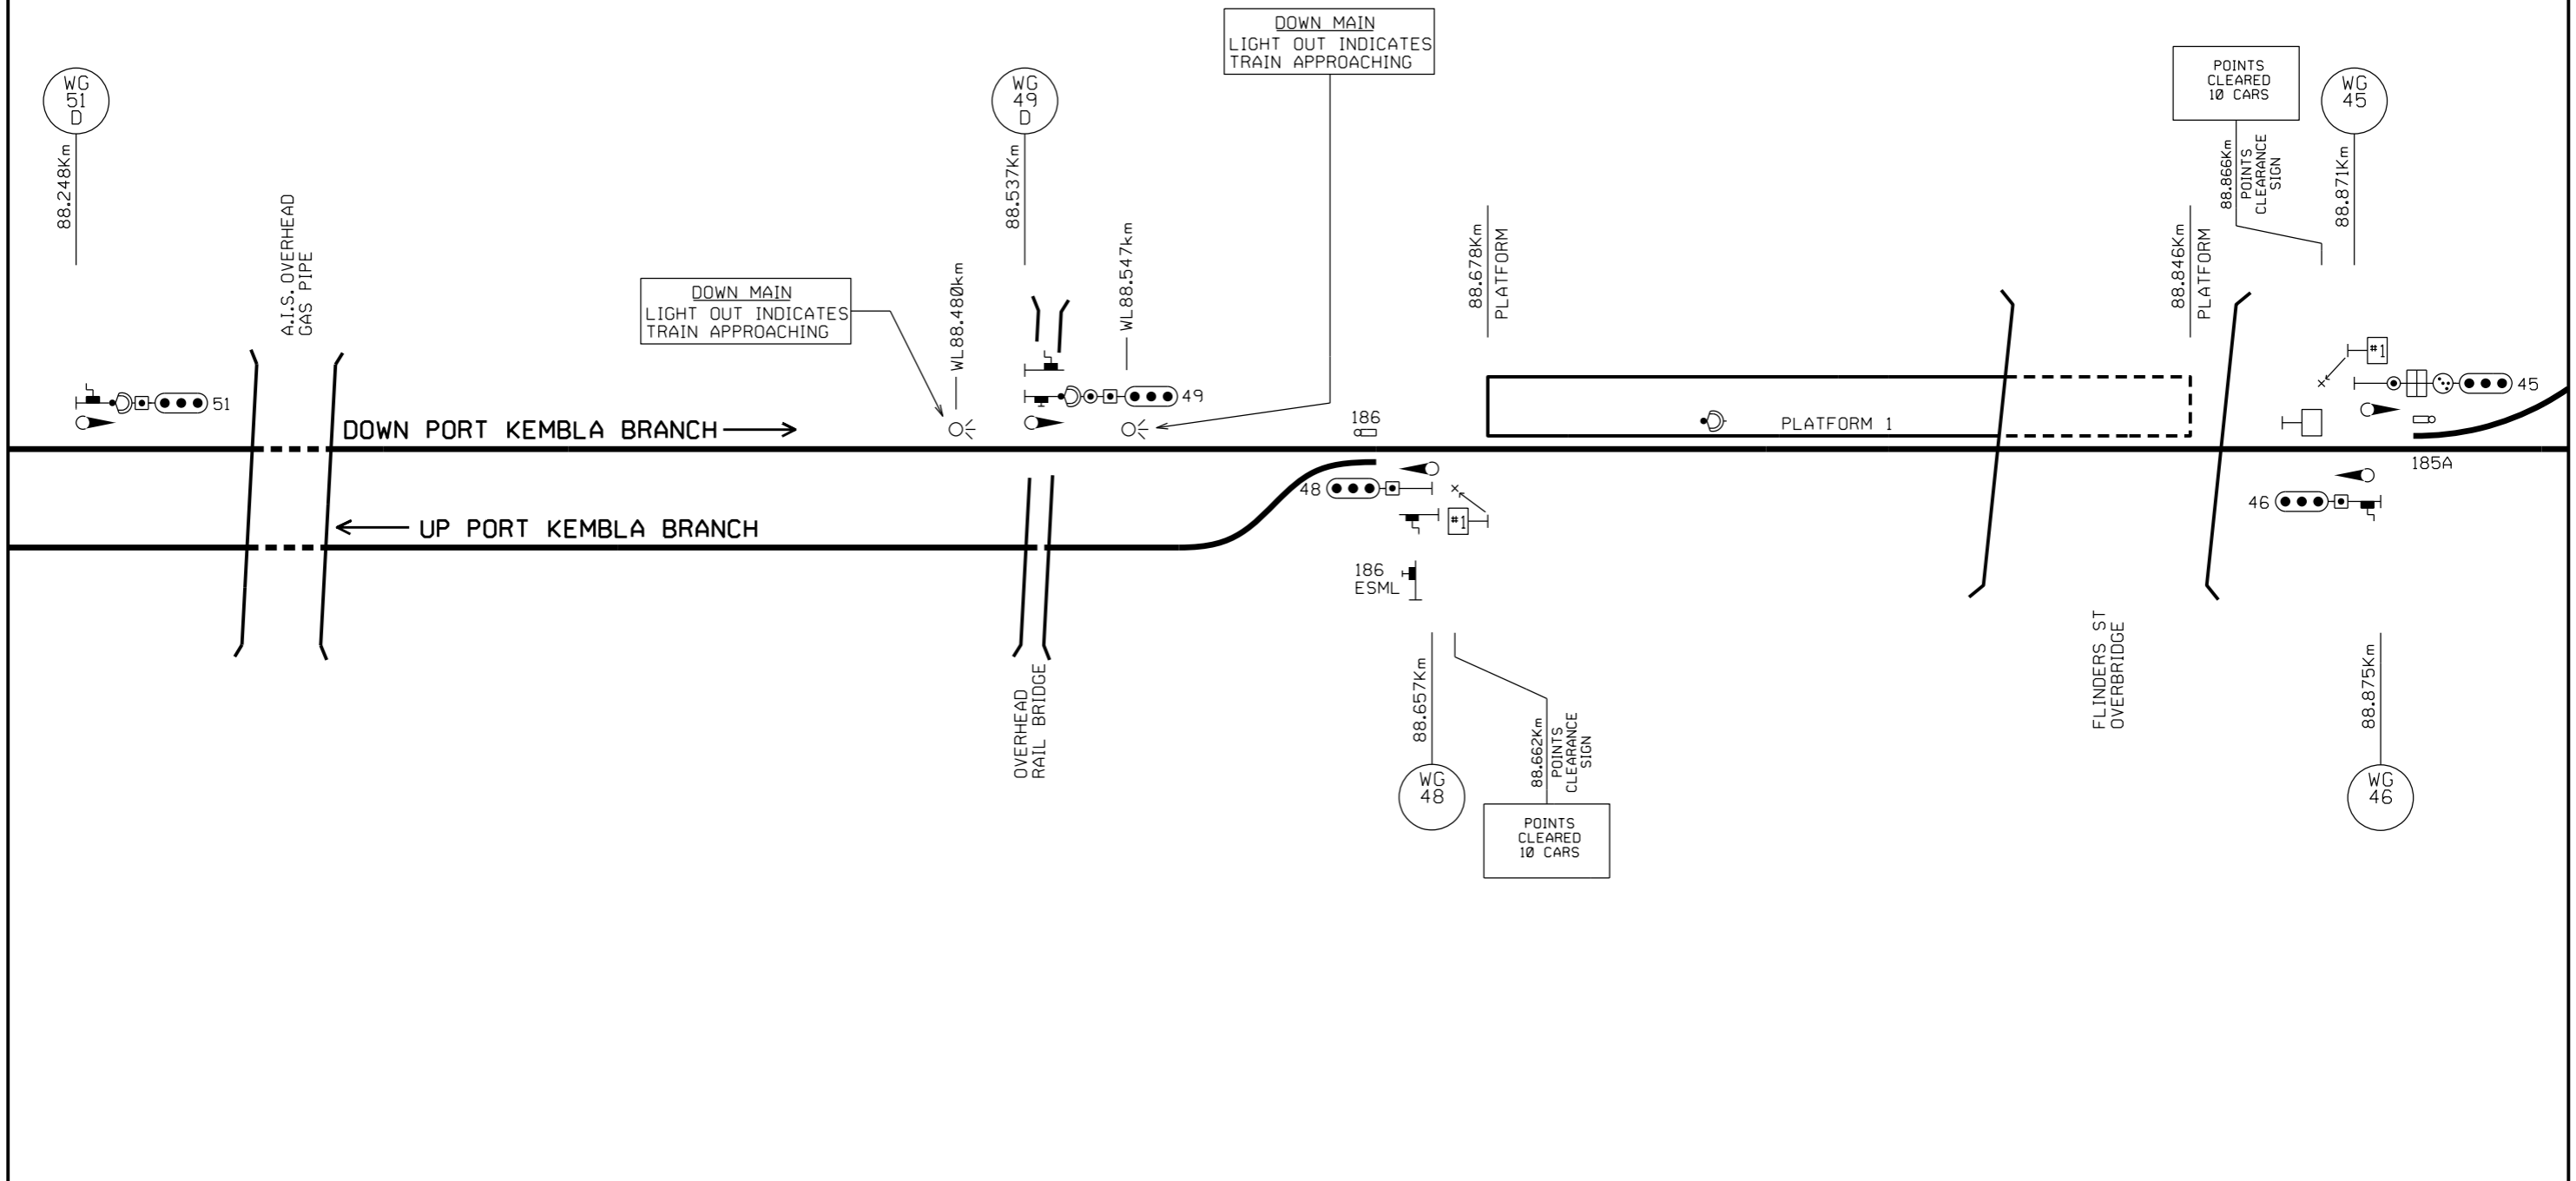 DOWN MAIN
LIGHT OUT INDICATES
TRAIN APPROACHING
WG
51
D
88.248Km
A.I.S. OVERHEAD
GAS PIPE
DOWN MAIN
LIGHT OUT INDICATES
TRAIN APPROACHING
WL88.480km
WG
49
D
88.537Km
WL88.547km
88.678Km
PLATFORM
88.846Km
PLATFORM
POINTS
CLEARED
10 CARS
88.866Km
POINTS
CLEARANCE
SIGN
WG
45
88.871Km
51
49
#1
45
186
PLATFORM 1
DOWN PORT KEMBLA BRANCH
185A
48
#1
46
UP PORT KEMBLA BRANCH
186
ESML
OVERHEAD
RAIL BRIDGE
88.657Km
WG
48
88.662Km
POINTS
CLEARANCE
SIGN
POINTS
CLEARED
10 CARS
FLINDERS ST
OVERBRIDGE
88.875Km
WG
46